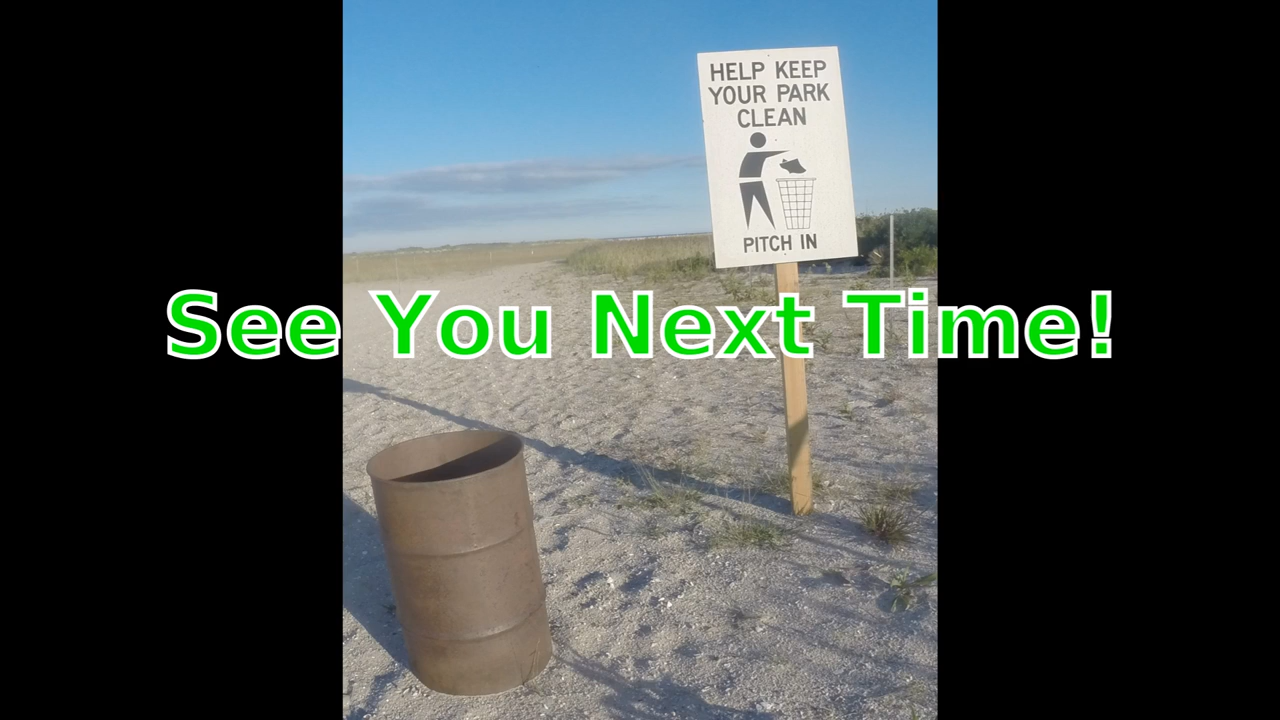 HELP KEEP
YOUR PARK
CLEAN
PITCH IN
See You Next Time!